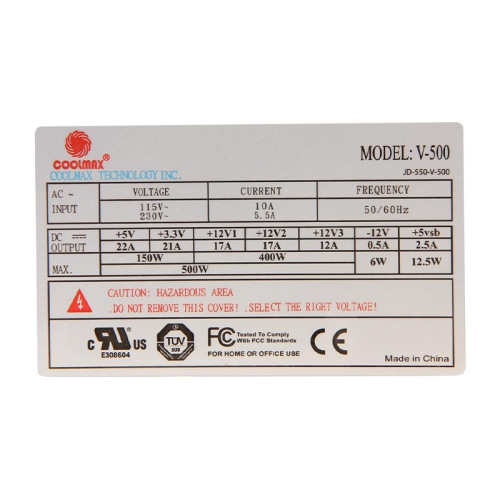 COOLMAX®
COOLMAX TECHNOLOGY INC.
MODEL: V-500
JD-550-V-500
AC ~ INPUT VOLTAGE CURRENT FREQUENCY
115V~ 10A 50/60Hz
230V~ 5.5A
DC OUTPUT +5V +3.3V +12V1 +12V2 +12V3 -12V +5vsb
22A 21A 17A 17A 12A 0.5A 2.5A
MAX. 150W 400W 6W 12.5W
500W
CAUTION: HAZARDOUS AREA
.DO NOT REMOVE THIS COVER! .SELECT THE RIGHT VOLTAGE!
C UL US
E308604
TÜV
SUD
FC Tested To Comply
With FCC Standards
FOR HOME OR OFFICE USE
CE
Made in China